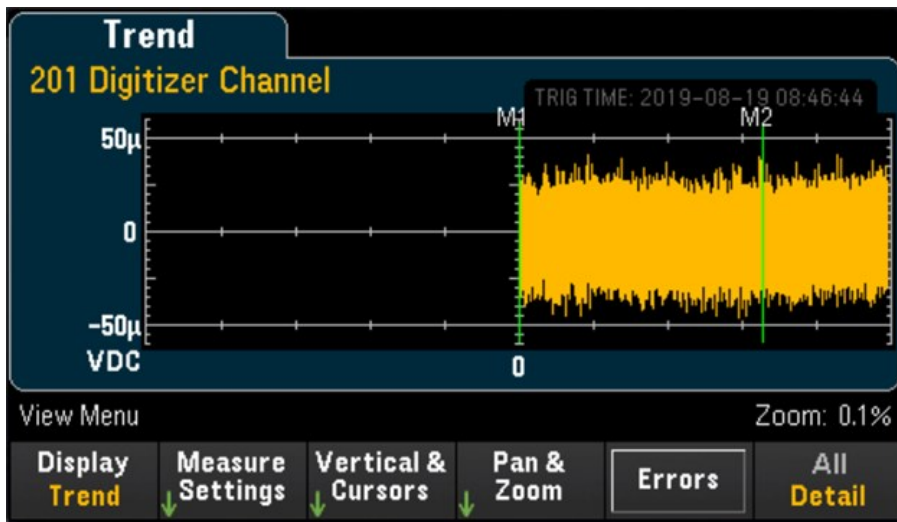 Trend
201 Digitizer Channel
TRIG TIME: 2019-08-19 08:46:44
M1 M2
50µ
0
-50µ
VDC
0
View Menu Zoom: 0.1%
Display Trend
Measure Settings
Vertical & Cursors
Pan & Zoom
Errors
All Detail